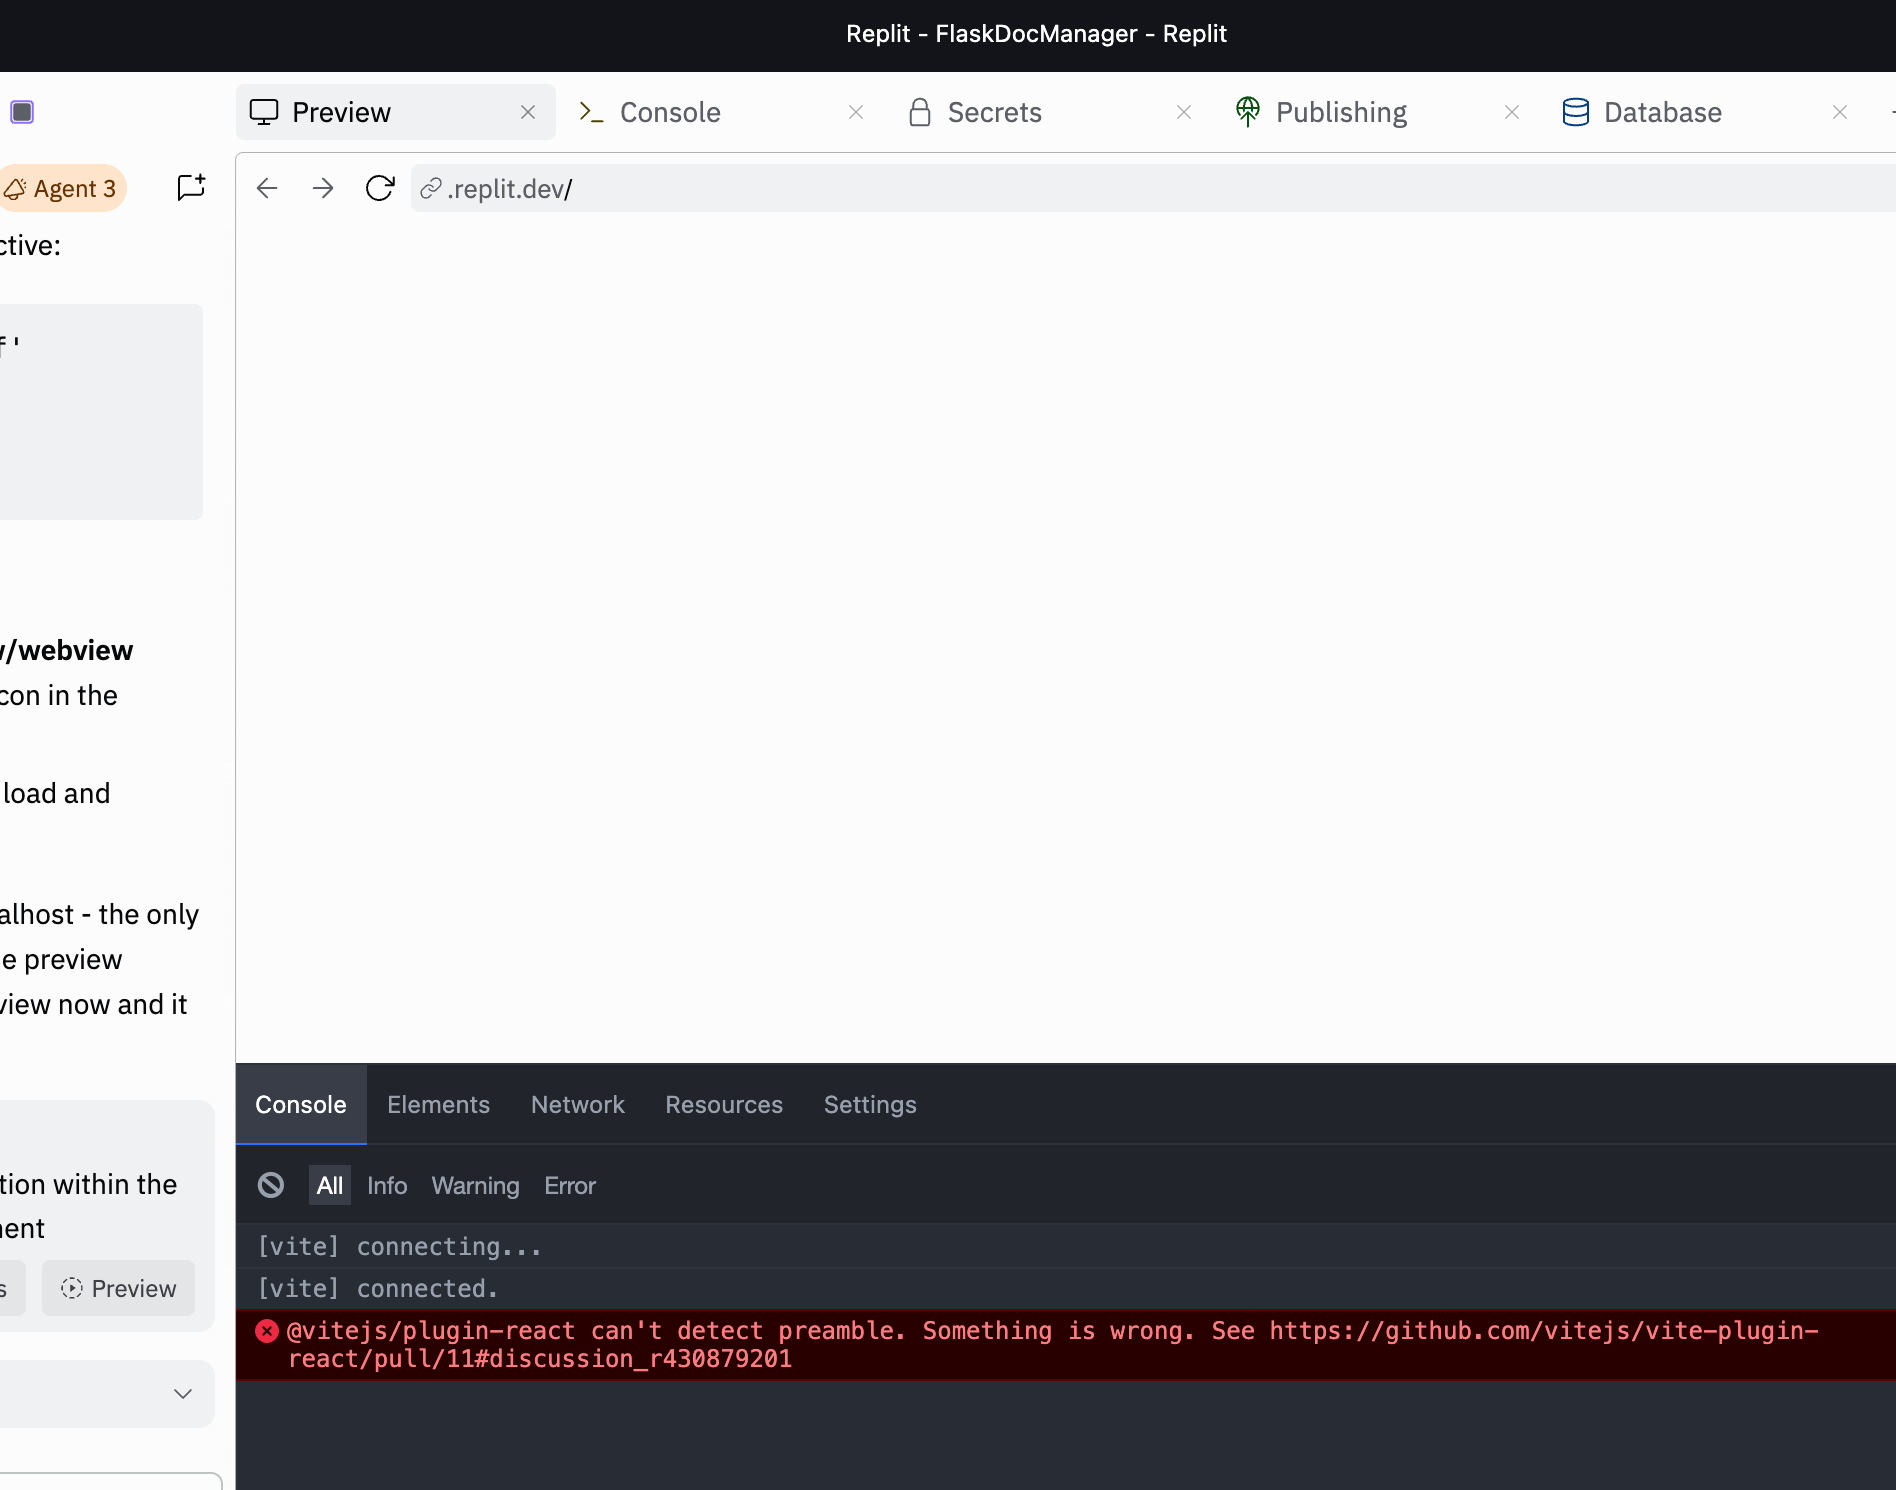 Replit - FlaskDocManager - Replit
Preview
Console
Secrets
Publishing
Database
Agent 3
.replit.dev/
ctive:
f'
w/webview
con in the
load and
alhost - the only
e preview
view now and it
tion within the
ment
s
Preview
Console Elements Network Resources Settings
All Info Warning Error
[vite] connecting...
[vite] connected.
@vitejs/plugin-react can't detect preamble. Something is wrong. See https://github.com/vitejs/vite-plugin-
react/pull/11#discussion_r430879201